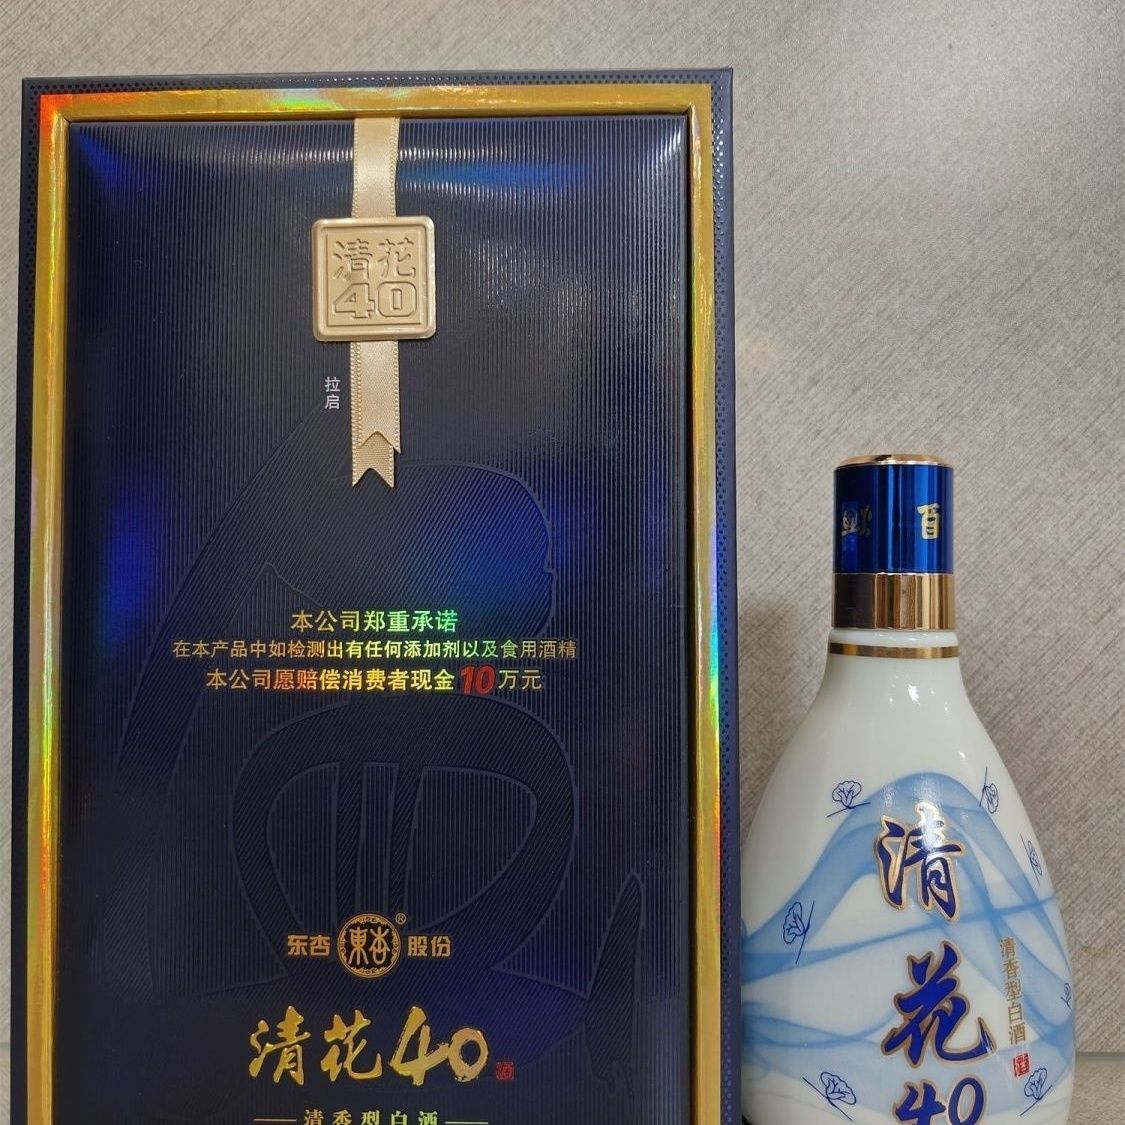 清花
40
拉启
本公司郑重承诺
在本产品中如检测出有任何添加剂以及食用酒精
本公司愿赔偿消费者现金10万元
东杏 東杏® 股份
清花40
酒
清香型白酒
百
清花40
清香型白酒